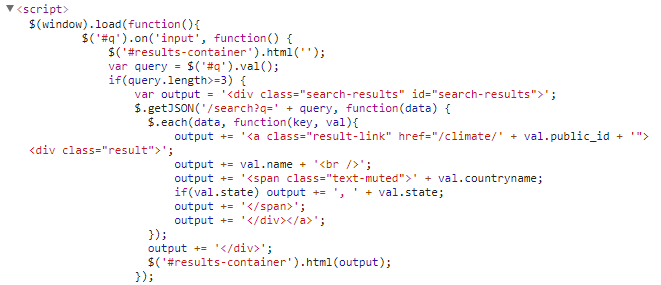 <script>
$(window).load(function(){
$('#q').on('input', function() {
$('#results-container').html('');
var query = $('#q').val();
if(query.length>=3) {
var output = '<div class="search-results" id="search-results">';
$.getJSON('/search?q=' + query, function(data) {
$.each(data, function(key, val){
output += '<a class="result-link" href="/climate/' + val.public_id + '">
<div class="result">';
output += val.name + '<br />';
output += '<span class="text-muted">' + val.countryname;
if(val.state) output += ', ' + val.state;
output += '</span>';
output += '</div></a>';
});
output += '</div>';
$('#results-container').html(output);
});